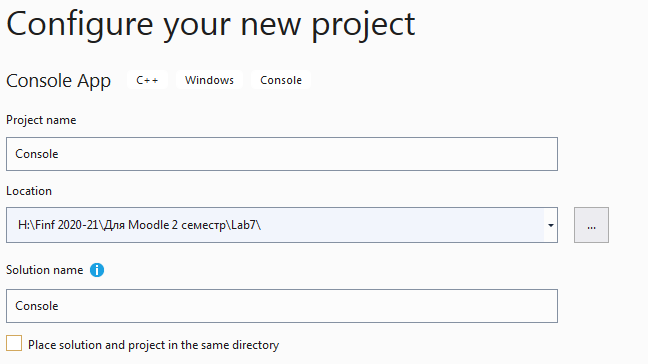 Configure your new project
Console App C++ Windows Console
Project name
Console
Location
H:\Finf 2020-21\Для Moodle 2 семестр\Lab7\
...
Solution name
Console
Place solution and project in the same directory